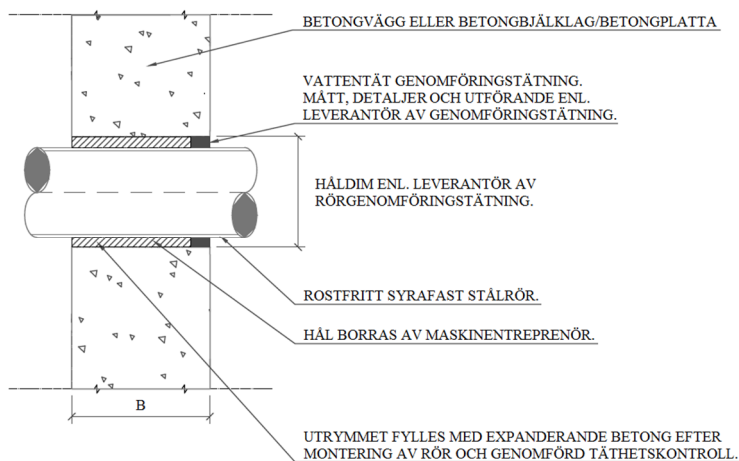 BETONGVÄGG ELLER BETONGBJÄLKLAG/BETONGPLATTA
VATTENTÄT GENOMFÖRINGSTÄTNING.
MÅTT, DETALJER OCH UTFÖRANDE ENL.
LEVERANTÖR AV GENOMFÖRINGSTÄTNING.
HÅLDIM ENL. LEVERANTÖR AV
RÖRGENOMFÖRINGSTÄTNING.
ROSTFRITT SYRAFAST STÅLRÖR.
HÅL BORRAS AV MASKINENTREPRENÖR.
B
UTRYMMET FYLLES MED EXPANDERANDE BETONG EFTER
MONTERING AV RÖR OCH GENOMFÖRD TÄTHETSKONTROLL.